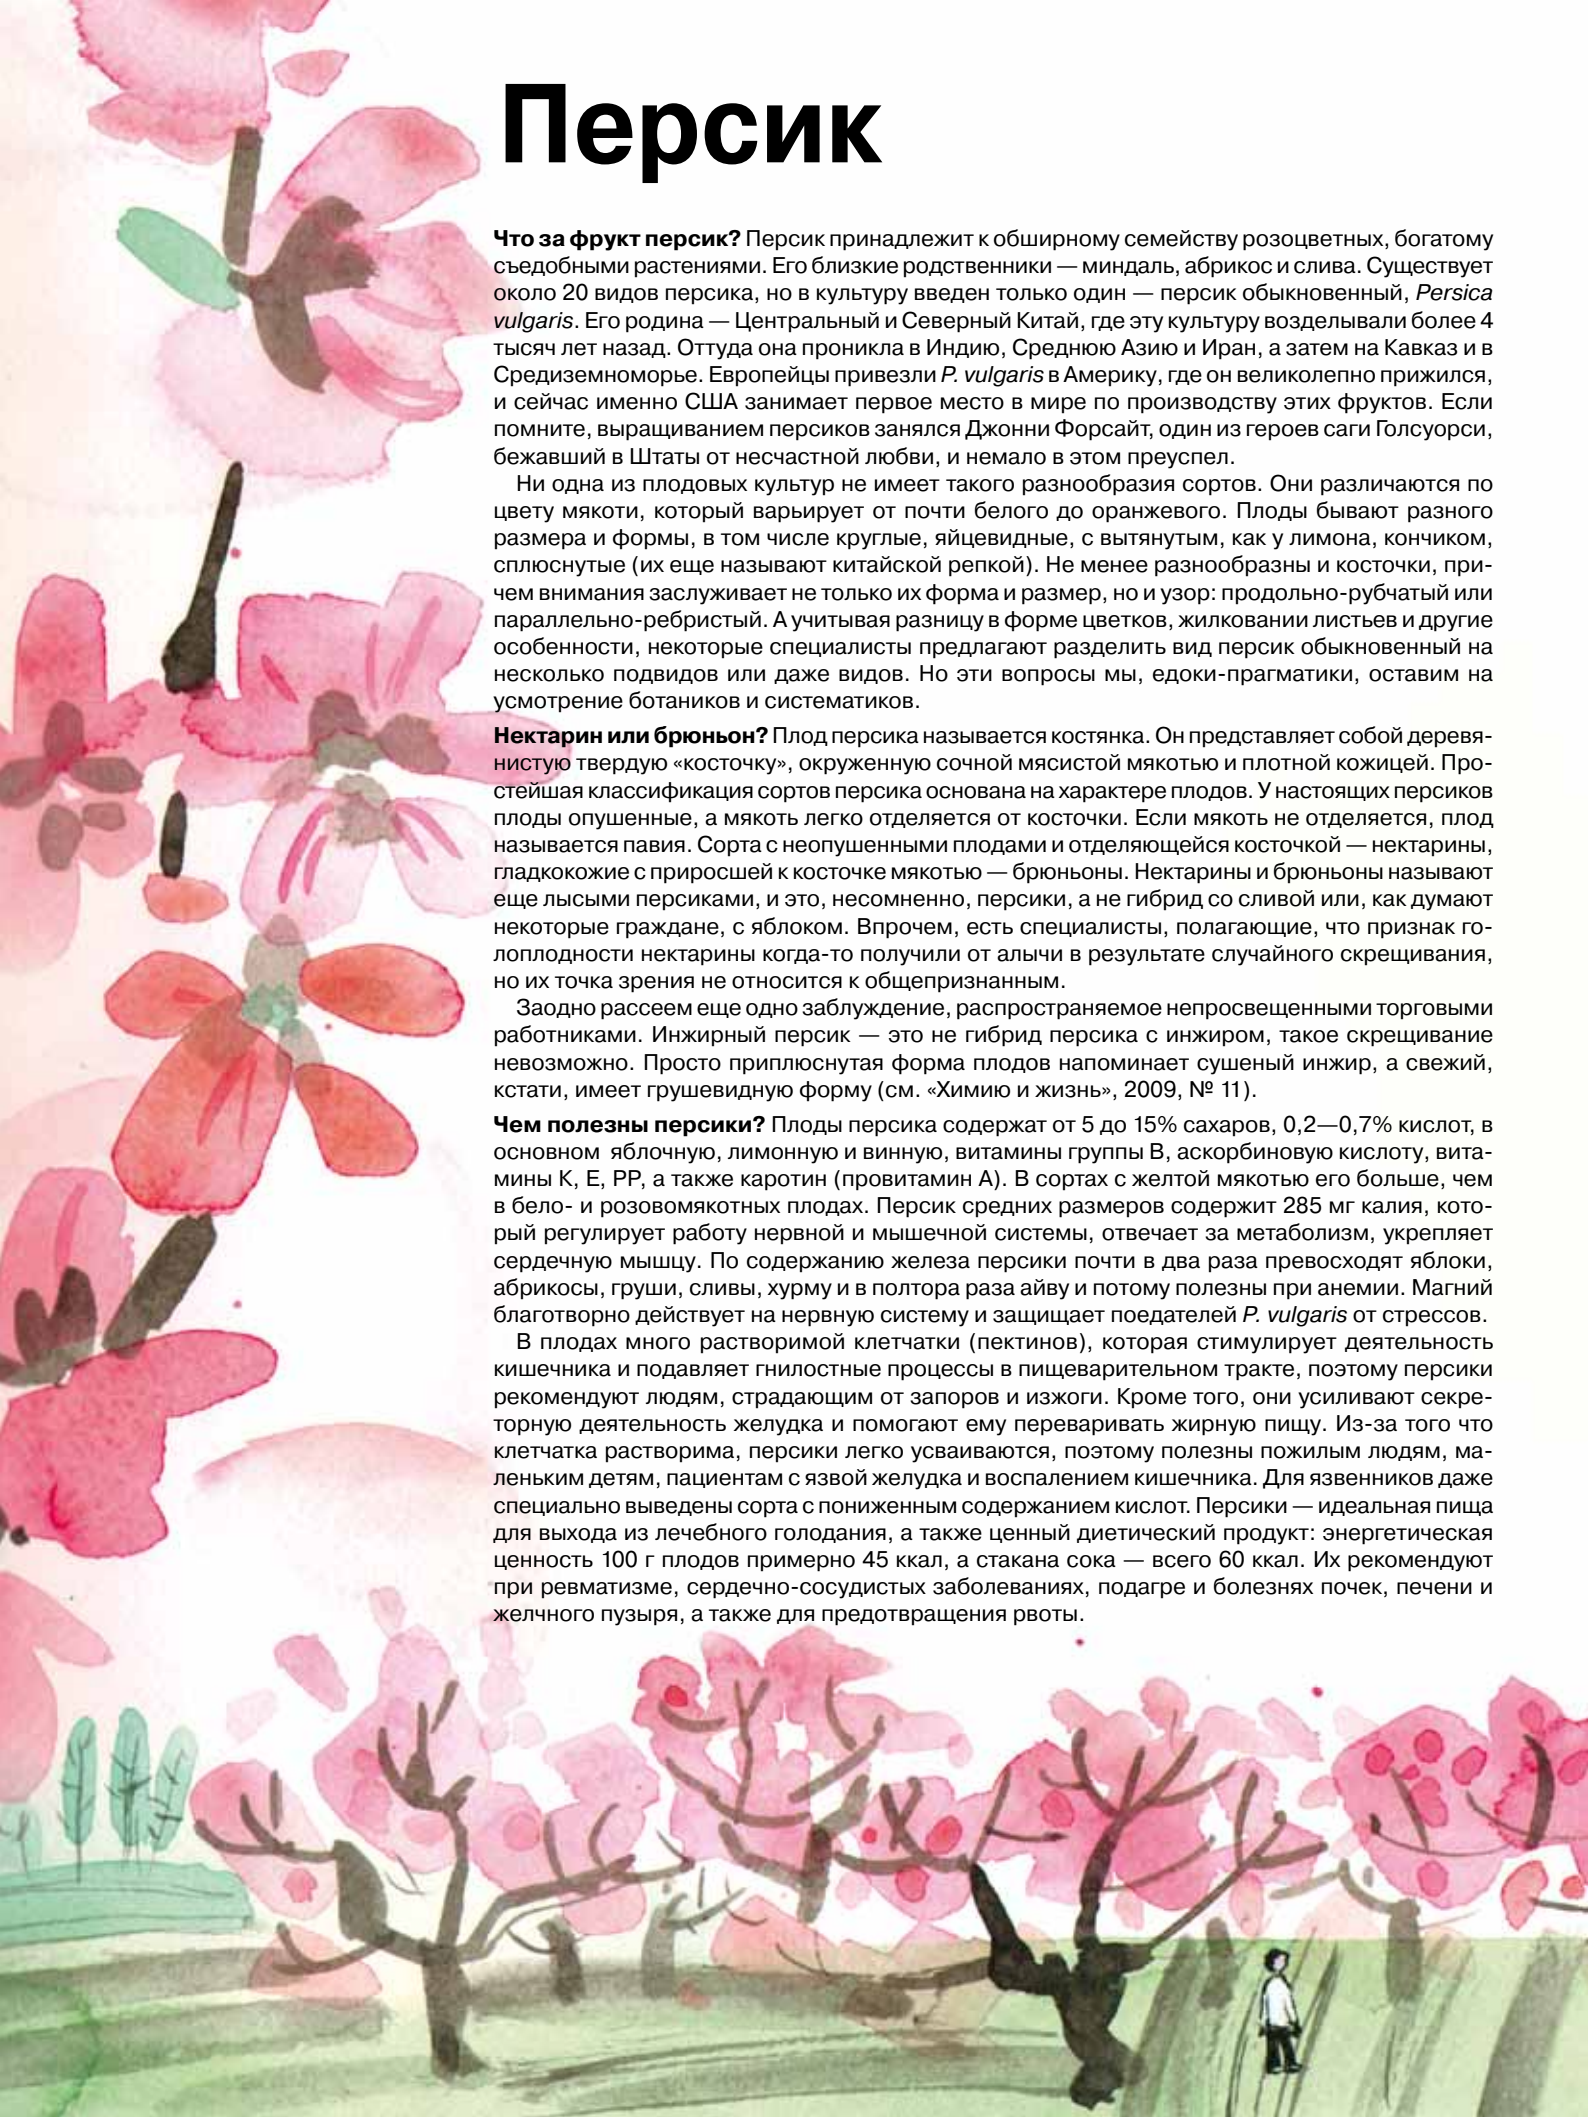 Персик
Что за фрукт персик? Персик принадлежит к обширному семейству розоцветных, богатому
съедобными растениями. Его близкие родственники — миндаль, абрикос и слива. Существует
около 20 видов персика, но в культуру введен только один — персик обыкновенный, Persica
vulgaris. Его родина — Центральный и Северный Китай, где эту культуру возделывали более 4
тысяч лет назад. Оттуда она проникла в Индию, Среднюю Азию и Иран, а затем на Кавказ и в
Средиземноморье. Европейцы привезли P. vulgaris в Америку, где он великолепно прижился,
и сейчас именно США занимает первое место в мире по производству этих фруктов. Если
помните, выращиванием персиков занялся Джонни Форсайт, один из героев саги Голсуорси,
бежавший в Штаты от несчастной любви, и немало в этом преуспел.
Ни одна из плодовых культур не имеет такого разнообразия сортов. Они различаются по
цвету мякоти, который варьирует от почти белого до оранжевого. Плоды бывают разного
размера и формы, в том числе круглые, яйцевидные, с вытянутым, как у лимона, кончиком,
сплюснутые (их еще называют китайской репкой). Не менее разнообразны и косточки, при-
чем внимания заслуживает не только их форма и размер, но и узор: продольно-рубчатый или
параллельно-ребристый. А учитывая разницу в форме цветков, жилковании листьев и другие
особенности, некоторые специалисты предлагают разделить вид персик обыкновенный на
несколько подвидов или даже видов. Но эти вопросы мы, едоки-прагматики, оставим на
усмотрение ботаников и систематиков.
Нектарин или брюньон? Плод персика называется костянка. Он представляет собой деревя-
нистую твердую «косточку», окруженную сочной мясистой мякотью и плотной кожицей. Про-
стейшая классификация сортов персика основана на характере плодов. У настоящих персиков
плоды опушенные, а мякоть легко отделяется от косточки. Если мякоть не отделяется, плод
называется павия. Сорта с неопушенными плодами и отделяющейся косточкой — нектарины,
гладкокожие с приросшей к косточке мякотью — брюньоны. Нектарины и брюньоны называют
еще лысыми персиками, и это, несомненно, персики, а не гибрид со сливой или, как думают
некоторые граждане, с яблоком. Впрочем, есть специалисты, полагающие, что признак го-
лоплодности нектарины когда-то получили от алычи в результате случайного скрещивания,
но их точка зрения не относится к общепризнанным.
Заодно рассеем еще одно заблуждение, распространяемое непросвещенными торговыми
работниками. Инжирный персик — это не гибрид персика с инжиром, такое скрещивание
невозможно. Просто приплюснутая форма плодов напоминает сушеный инжир, а свежий,
кстати, имеет грушевидную форму (см. «Химию и жизнь», 2009, № 11).
Чем полезны персики? Плоды персика содержат от 5 до 15% сахаров, 0,2—0,7% кислот, в
основном яблочную, лимонную и винную, витамины группы В, аскорбиновую кислоту, вита-
мины К, Е, РР, а также каротин (провитамин А). В сортах с желтой мякотью его больше, чем
в бело- и розовомякотных плодах. Персик средних размеров содержит 285 мг калия, кото-
рый регулирует работу нервной и мышечной системы, отвечает за метаболизм, укрепляет
сердечную мышцу. По содержанию железа персики почти в два раза превосходят яблоки,
абрикосы, груши, сливы, хурму и в полтора раза айву и потому полезны при анемии. Магний
благотворно действует на нервную систему и защищает поедателей P. vulgaris от стрессов.
В плодах много растворимой клетчатки (пектинов), которая стимулирует деятельность
кишечника и подавляет гнилостные процессы в пищеварительном тракте, поэтому персики
рекомендуют людям, страдающим от запоров и изжоги. Кроме того, они усиливают секре-
торную деятельность желудка и помогают ему переваривать жирную пищу. Из-за того что
клетчатка растворима, персики легко усваиваются, поэтому полезны пожилым людям, ма-
леньким детям, пациентам с язвой желудка и воспалением кишечника. Для язвенников даже
специально выведены сорта с пониженным содержанием кислот. Персики — идеальная пища
для выхода из лечебного голодания, а также ценный диетический продукт: энергетическая
ценность 100 г плодов примерно 45 ккал, а стакана сока — всего 60 ккал. Их рекомендуют
при ревматизме, сердечно-сосудистых заболеваниях, подагре и болезнях почек, печени и
желчного пузыря, а также для предотвращения рвоты.